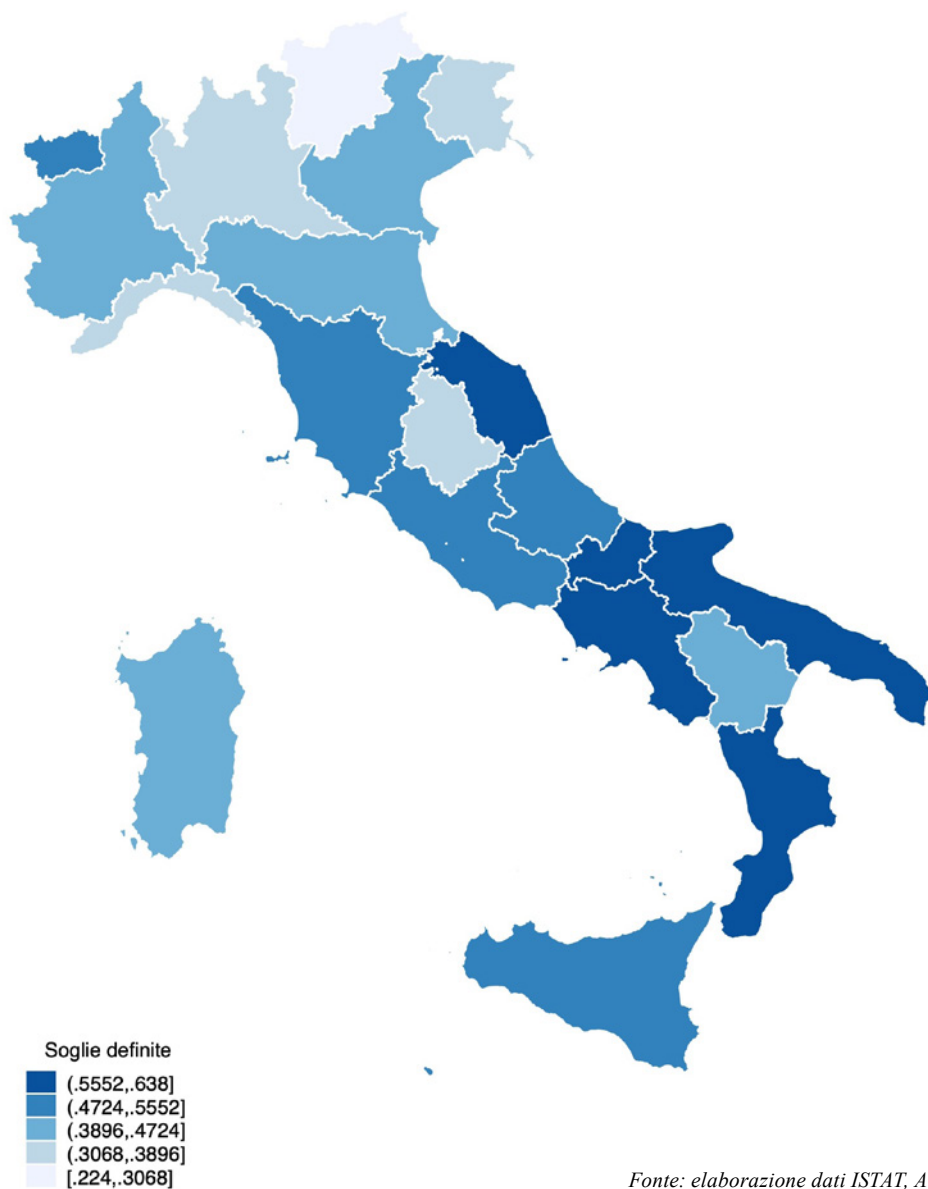 Soglie definite
(.5552,.638]
(.4724,.5552]
(.3896,.4724]
(.3068,.3896]
[.224,.3068]
Fonte: elaborazione dati ISTAT, A